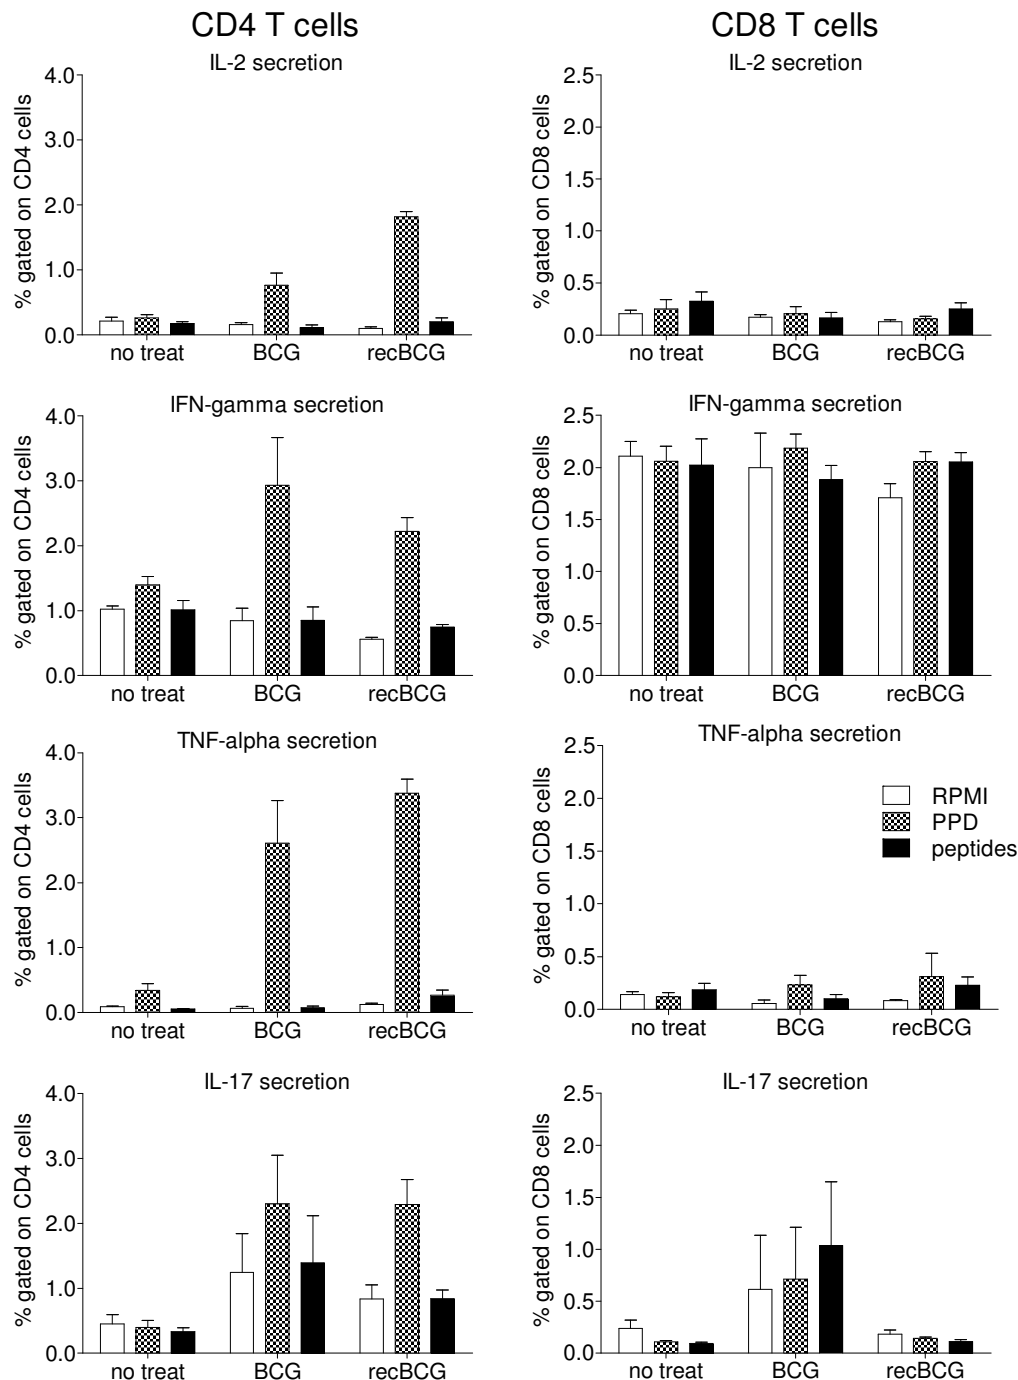 CD4 T cells
CD8 T cells
IL-2 secretion
% gated on CD4 cells
4.0
3.0
2.0
1.0
0.0
no treat BCG recBCG
IL-2 secretion
% gated on CD8 cells
2.5
2.0
1.5
1.0
0.5
0.0
no treat BCG recBCG
IFN-gamma secretion
% gated on CD4 cells
4.0
3.0
2.0
1.0
0.0
no treat BCG recBCG
IFN-gamma secretion
% gated on CD8 cells
2.5
2.0
1.5
1.0
0.5
0.0
no treat BCG recBCG
TNF-alpha secretion
% gated on CD4 cells
4.0
3.0
2.0
1.0
0.0
no treat BCG recBCG
TNF-alpha secretion
% gated on CD8 cells
2.5
2.0
1.5
1.0
0.5
0.0
RPMI
PPD
peptides
no treat BCG recBCG
IL-17 secretion
% gated on CD4 cells
4.0
3.0
2.0
1.0
0.0
no treat BCG recBCG
IL-17 secretion
% gated on CD8 cells
2.5
2.0
1.5
1.0
0.5
0.0
no treat BCG recBCG